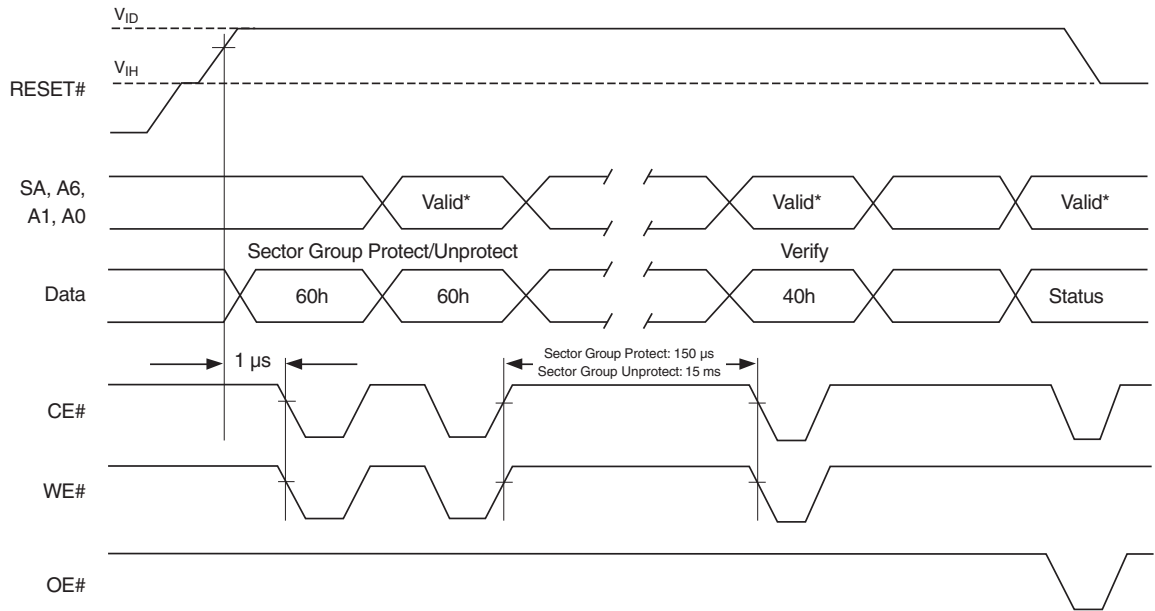 VID
VIH
RESET#
SA, A6,
A1, A0
Valid*
Valid*
Valid*
Sector Group Protect/Unprotect
Verify
Data
60h
60h
40h
Status
1 µs
Sector Group Protect: 150 µs
Sector Group Unprotect: 15 ms
CE#
WE#
OE#